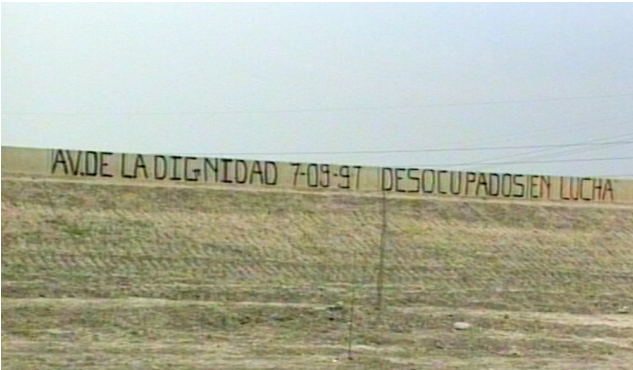 AV. DE LA DIGNIDAD 7-09-97 DESOCUPADOS EN LUCHA